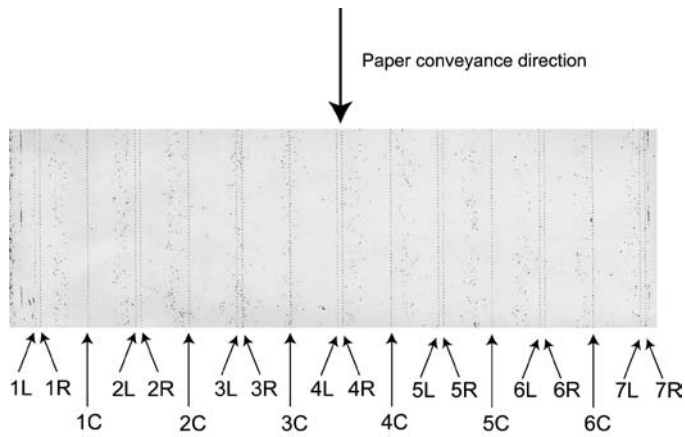 Paper conveyance direction
1L 1R 2L 2R 3L 3R 4L 4R 5L 5R 6L 6R 7L 7R
1C 2C 3C 4C 5C 6C